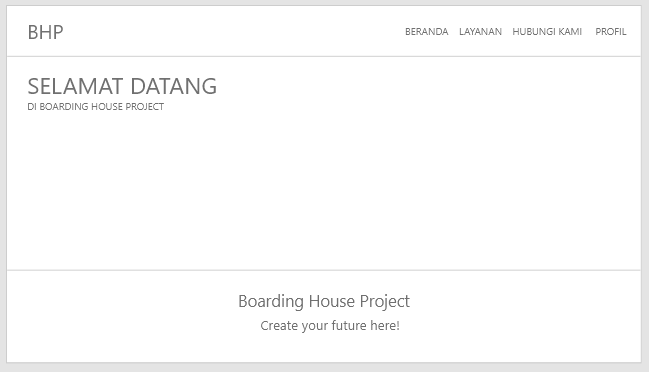 BHP
BERANDA LAYANAN HUBUNGI KAMI PROFIL
SELAMAT DATANG
DI BOARDING HOUSE PROJECT
Boarding House Project
Create your future here!